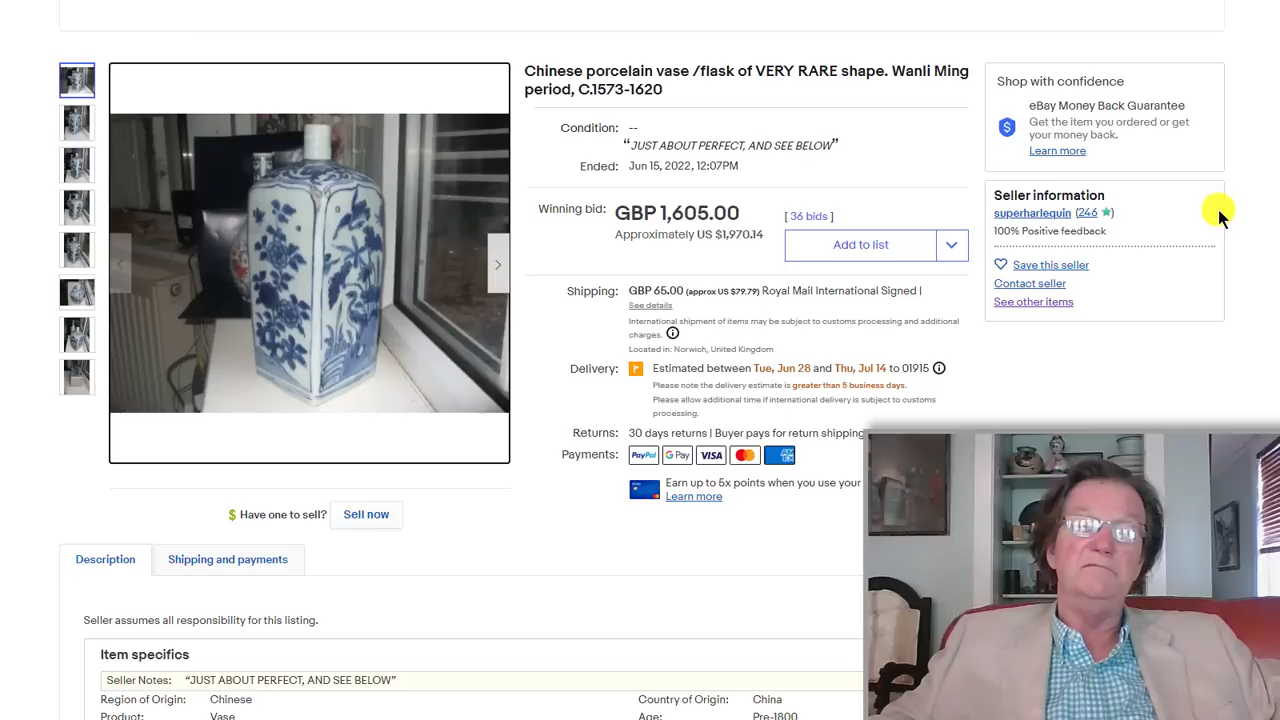 Chinese porcelain vase /flask of VERY RARE shape. Wanli Ming
period, C.1573-1620
Condition: --
“JUST ABOUT PERFECT, AND SEE BELOW”
Ended: Jun 15, 2022, 12:07PM
Winning bid: GBP 1,605.00 [ 36 bids ]
Approximately US $1,970.14
Add to list
Shipping: GBP 65.00 (approx US $79.79) Royal Mail International Signed |
See details
International shipment of items may be subject to customs processing and additional
charges.
Located in: Norwich, United Kingdom
Delivery: Estimated between Tue, Jun 28 and Thu, Jul 14 to 01915
Please note the delivery estimate is greater than 5 business days.
Please allow additional time if international delivery is subject to customs
processing.
Returns: 30 days returns | Buyer pays for return shipping
Payments: PayPal G Pay VISA MasterCard AM EX
Earn up to 5x points when you use your
Learn more
Shop with confidence
eBay Money Back Guarantee
Get the item you ordered or get
your money back.
Learn more
Seller information
superharlequin (246)
100% Positive feedback
Save this seller
Contact seller
See other items
$ Have one to sell? Sell now
Description Shipping and payments
Seller assumes all responsibility for this listing.
Item specifics
Seller Notes: “JUST ABOUT PERFECT, AND SEE BELOW”
Region of Origin: Chinese Country of Origin: China
Product: Vase Age: Pre-1800